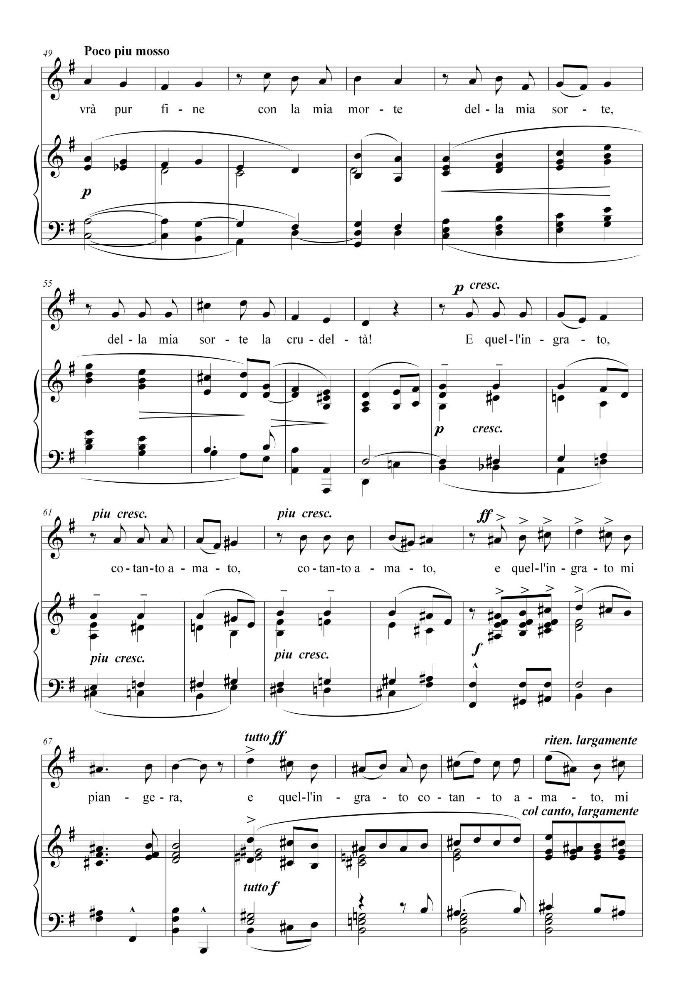 49 Poco piu mosso
vrà pur fi - ne con la mia mor - te del - la mia sor - te,
p
55 p cresc.
del - la mia sor - te la cru - del - tà! E quel - l'in - gra - to,
p cresc.
61 piu cresc. piu cresc. ff
co - tan - to a - ma - to, co - tan - to a - ma - to, e quel - l'in - gra - to mi
f
piu cresc. piu cresc.
67 tutto ff riten. largamente
pian - ge - ra, e quel - l'in - gra - to co - tan - to a - ma - to, mi
col canto, largamente
tutto f